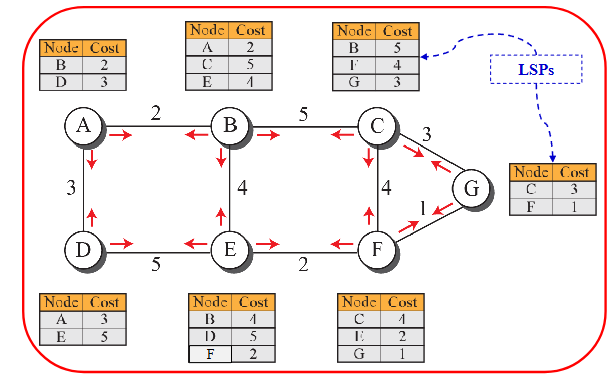 Node Cost
B 2
D 3
Node Cost
A 2
C 5
E 4
Node Cost
B 5
F 4
G 3
LSPs
A 2 B 5 C 3
3 4 4 G
1
D 5 E 2 F
Node Cost
C 3
F 1
Node Cost
A 3
E 5
Node Cost
B 4
D 5
F 2
Node Cost
C 4
E 2
G 1